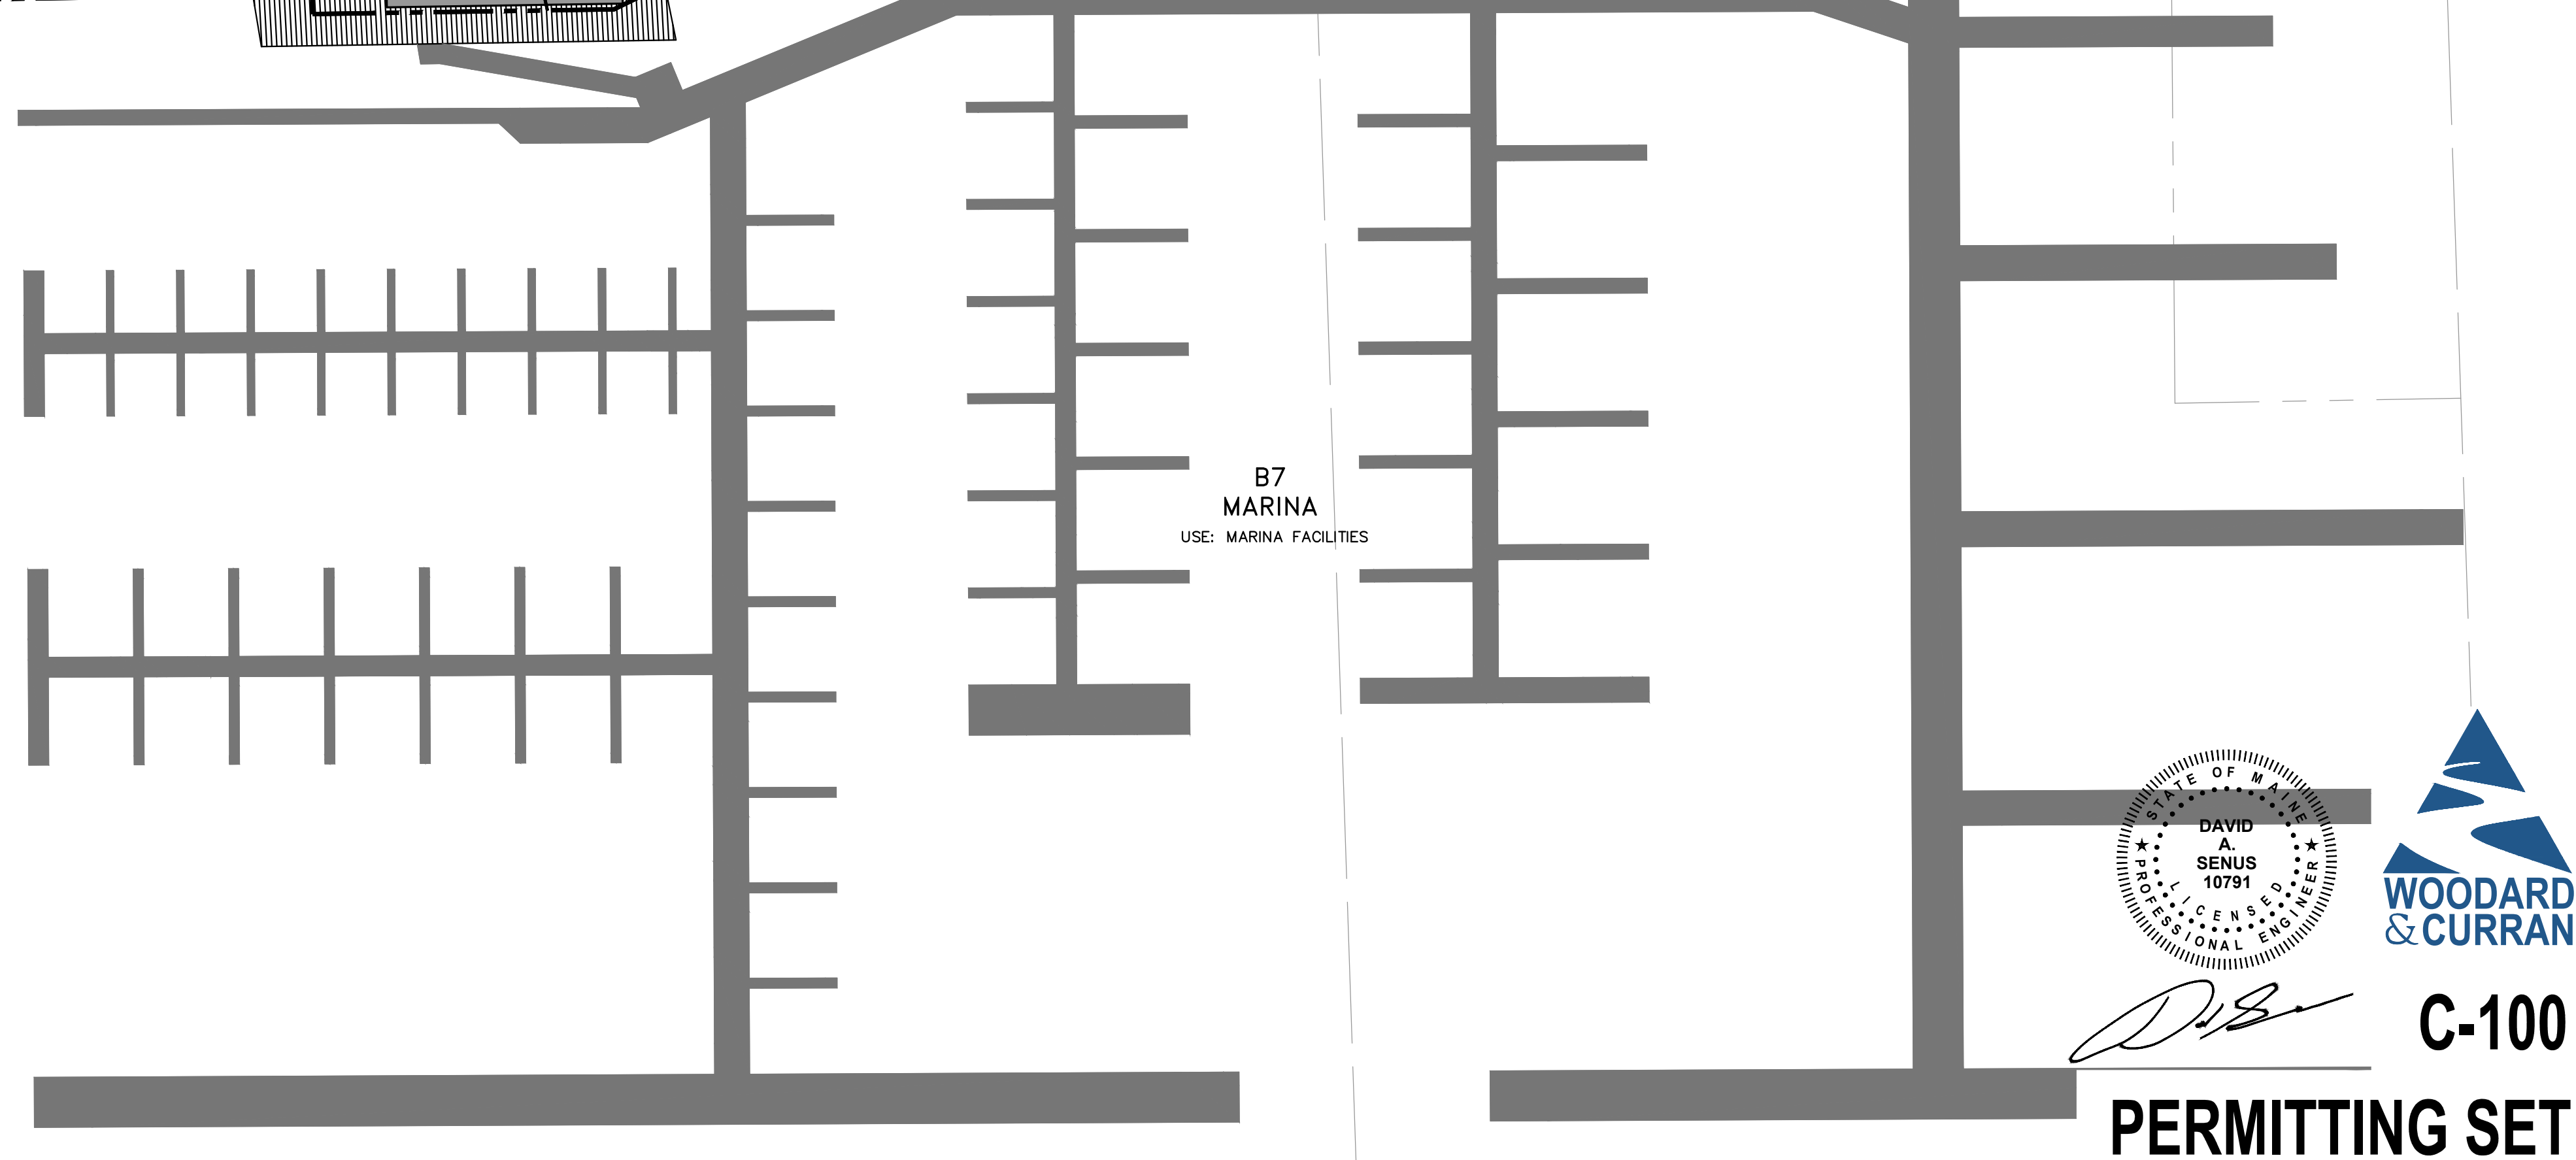 B7
MARINA
USE: MARINA FACILITIES
STATE OF MAINE
DAVID
A.
SENUS
10791
LICENSED
PROFESSIONAL ENGINEER
WOODARD
&CURRAN
C-100
PERMITTING SET